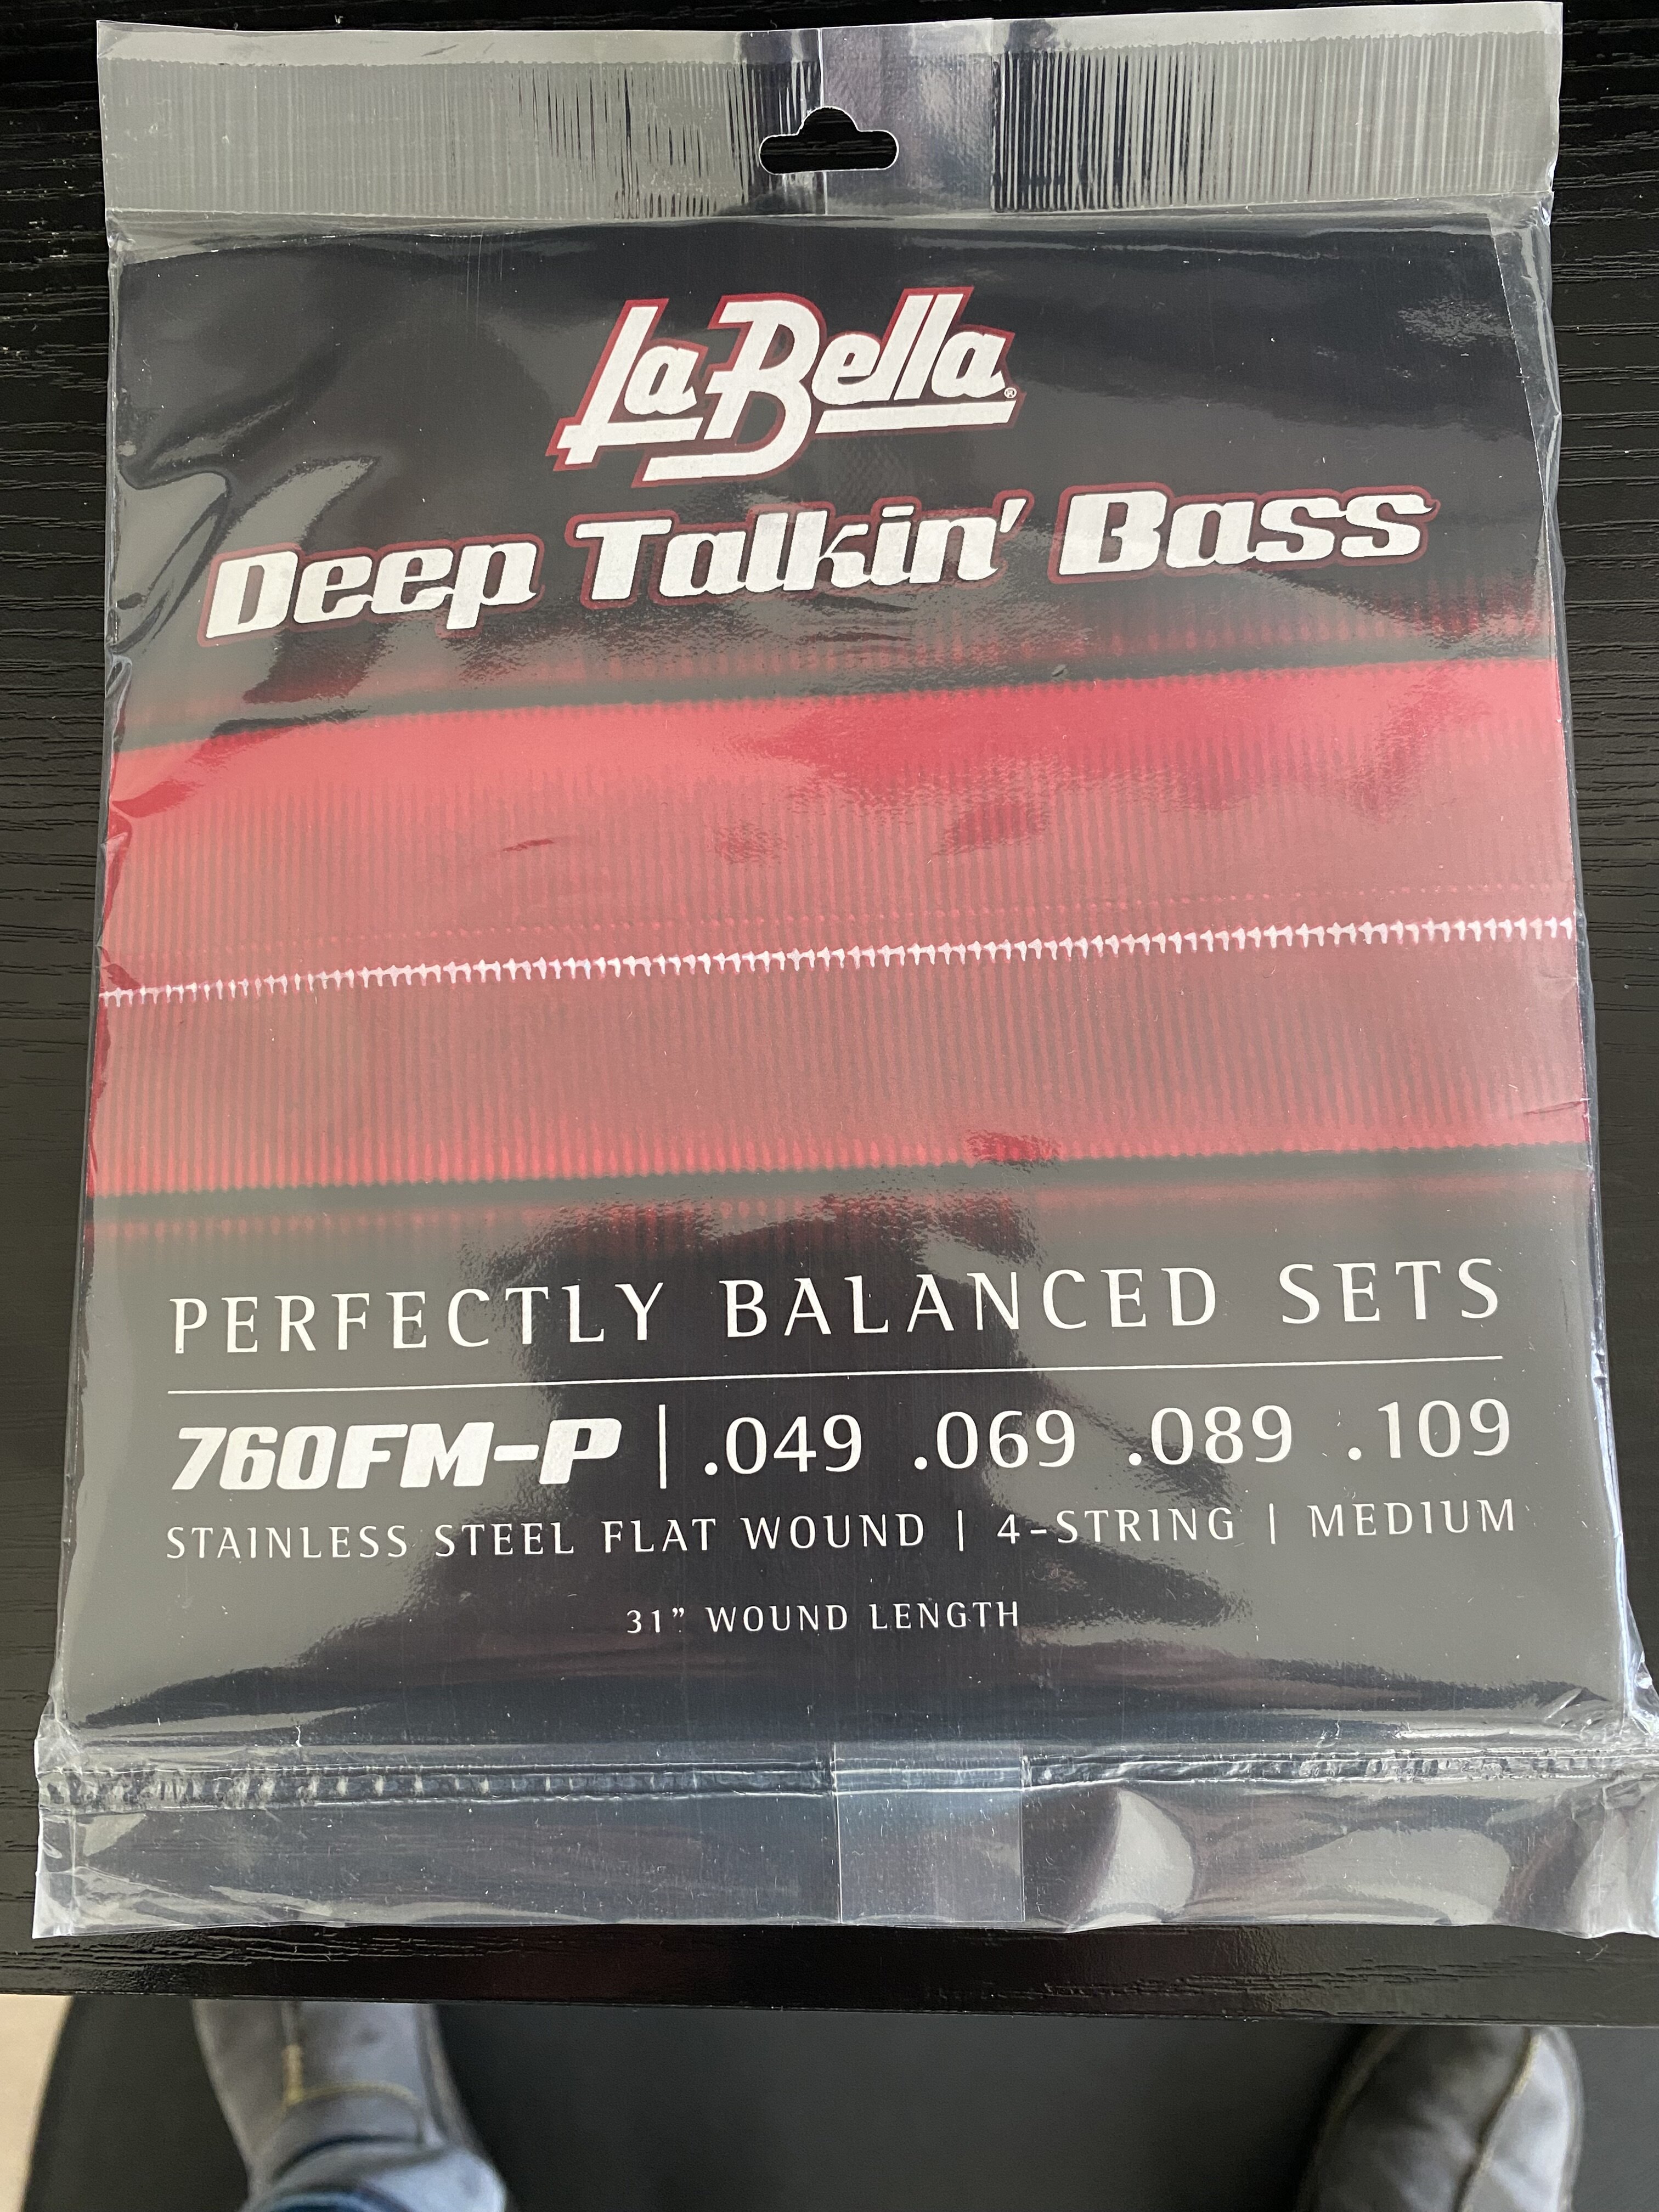 La Bella®
Deep Talkin' Bass
PERFECTLY BALANCED SETS
760FM-P | .049 .069 .089 .109
STAINLESS STEEL FLAT WOUND | 4-STRING | MEDIUM
31” WOUND LENGTH